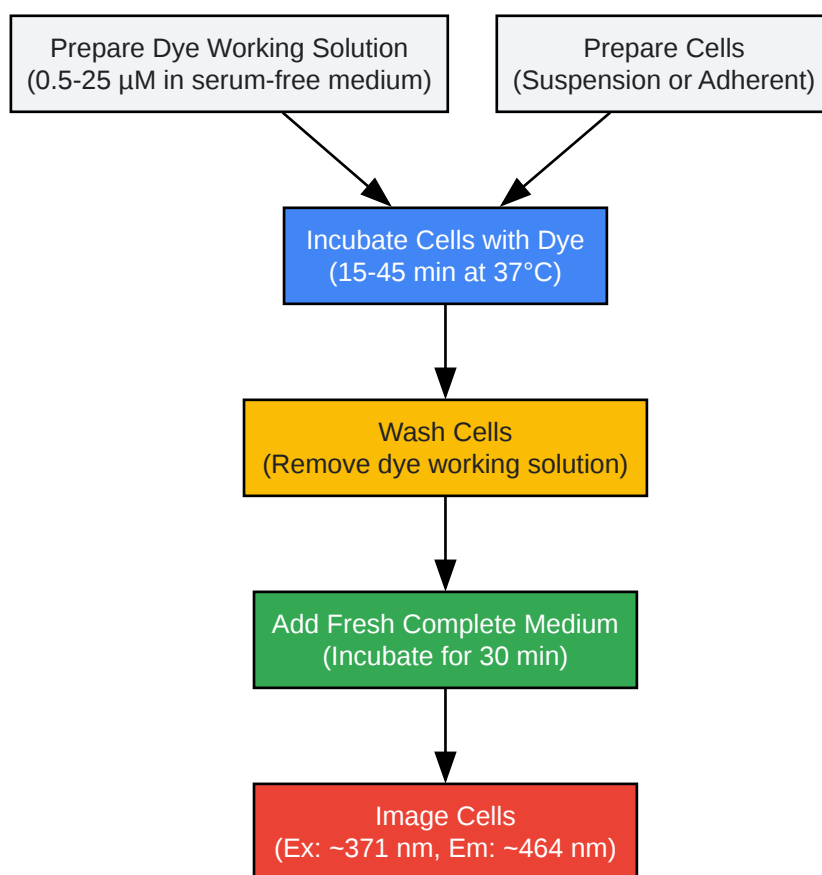 Prepare Dye Working Solution
(0.5-25 µM in serum-free medium)
Prepare Cells
(Suspension or Adherent)
Incubate Cells with Dye
(15-45 min at 37°C)
Wash Cells
(Remove dye working solution)
Add Fresh Complete Medium
(Incubate for 30 min)
Image Cells
(Ex: ~371 nm, Em: ~464 nm)